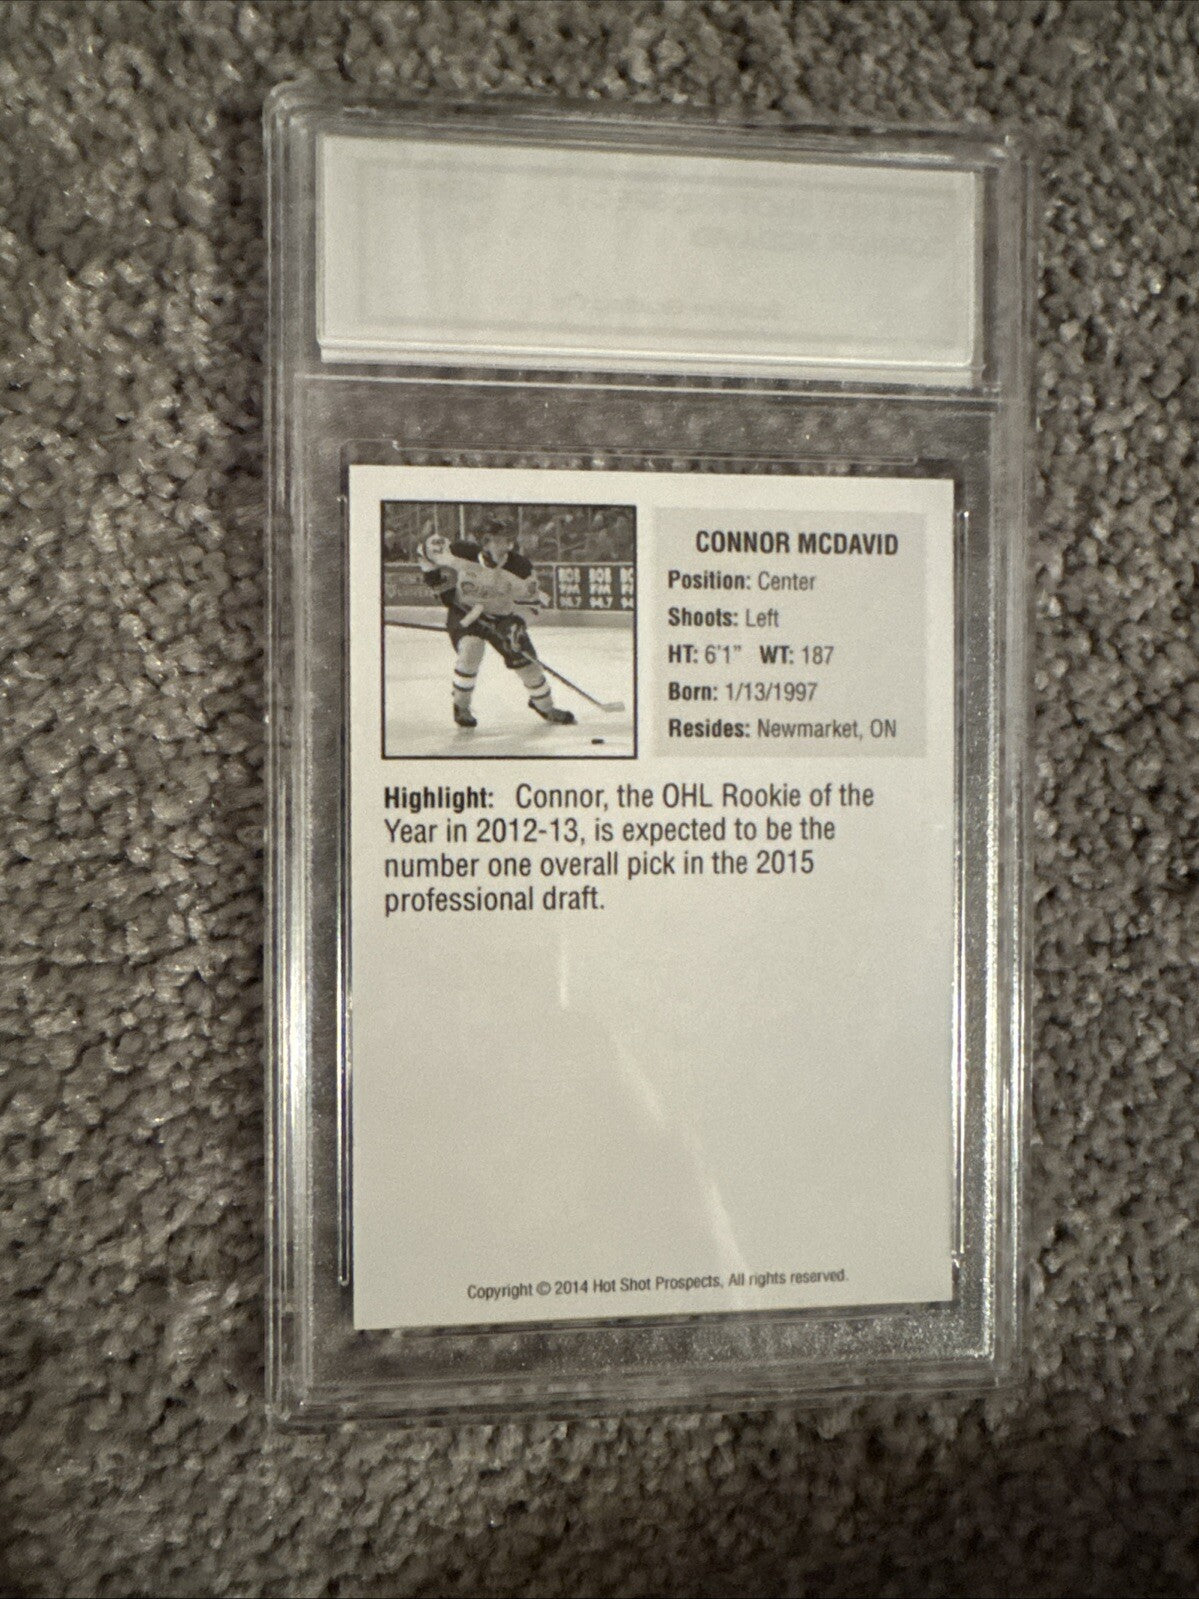 CONNOR MCDAVID
Position: Center
Shoots: Left
HT: 6'1" WT: 187
Born: 1/13/1997
Resides: Newmarket, ON
Highlight: Connor, the OHL Rookie of the
Year in 2012-13, is expected to be the
number one overall pick in the 2015
professional draft.
Copyright © 2014 Hot Shot Prospects, All rights reserved.